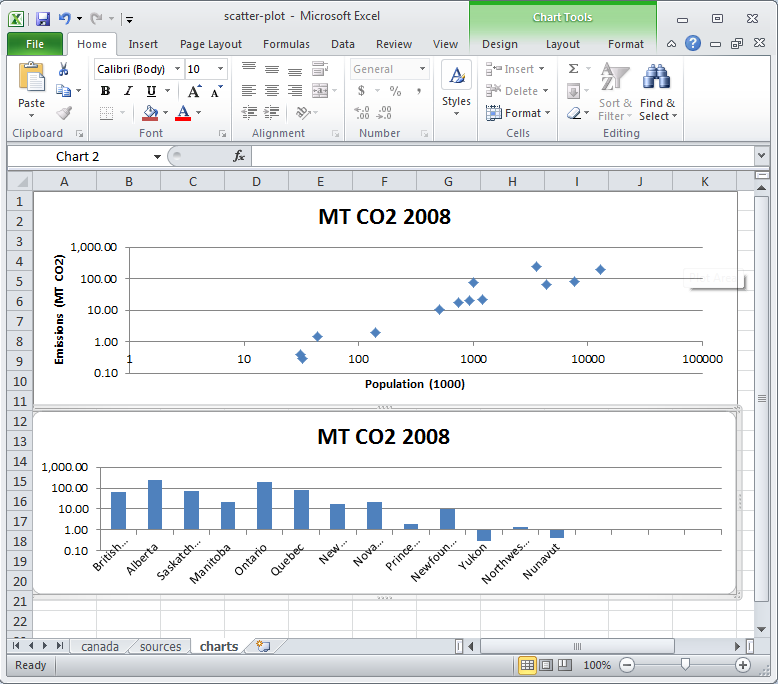 scatter-plot - Microsoft Excel
Chart Tools
File Home Insert Page Layout Formulas Data Review View Design Layout Format
Paste
Calibri (Body) 10
B I U A A
A
General
$ % ,
.00 .00
Styles
Insert
Delete
Format
Σ
Sort & Filter
Find & Select
Clipboard Font Alignment Number Cells Editing
Chart 2
fx
A B C D E F G H I J K
1
2
3
4
5
6
7
8
9
10
11
12
13
14
15
16
17
18
19
20
21
22
MT CO2 2008
Emissions (MT CO2)
1,000.00
100.00
10.00
1.00
0.10
1 10 100 1000 10000 100000
Population (1000)
MT CO2 2008
1,000.00
100.00
10.00
1.00
0.10
British...
Alberta
Saskatch...
Manitoba
Ontario
Quebec
New...
Nova...
Prince...
Newfoun...
Yukon
Northwes...
Nunavut
canada sources charts
Ready
100%